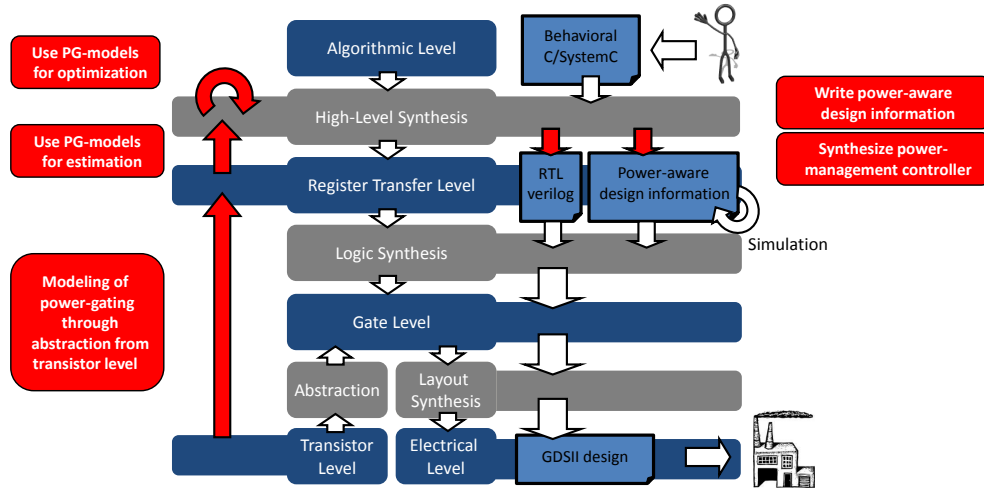 Use PG-models
for optimization
Algorithmic Level
Behavioral
C/SystemC
High-Level Synthesis
Write power-aware
design information
Use PG-models
for estimation
Synthesize power-
management controller
Register Transfer Level
RTL
verilog
Power-aware
design information
Simulation
Logic Synthesis
Modeling of
power-gating
through
abstraction from
transistor level
Gate Level
Abstraction
Layout
Synthesis
Transistor
Level
Electrical
Level
GDSII design